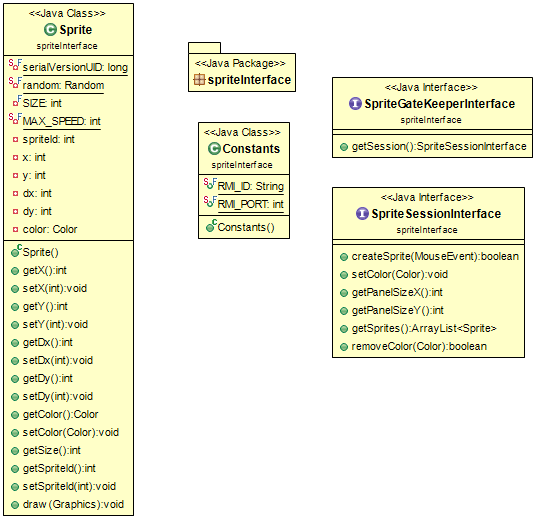 <<Java Class>>
Sprite
spriteInterface
S F serialVersionUID: long
S F random: Random
F SIZE: int
S F MAX_SPEED: int
spriteId: int
x: int
y: int
dx: int
dy: int
color: Color
C Sprite()
getX():int
setX(int):void
getY():int
setY(int):void
getDx():int
setDx(int):void
getDy():int
setDy(int):void
getColor():Color
setColor(Color):void
getSize():int
getSpriteId():int
setSpriteId(int):void
draw(Graphics):void
<<Java Package>>
spriteInterface
<<Java Class>>
C Constants
spriteInterface
S F RMI_ID: String
S F RMI_PORT: int
C Constants()
<<Java Interface>>
I SpriteGateKeeperInterface
spriteInterface
getSession():SpriteSessionInterface
<<Java Interface>>
I SpriteSessionInterface
spriteInterface
createSprite(MouseEvent):boolean
setColor(Color):void
getPanelSizeX():int
getPanelSizeY():int
getSprites():ArrayList<Sprite>
removeColor(Color):boolean